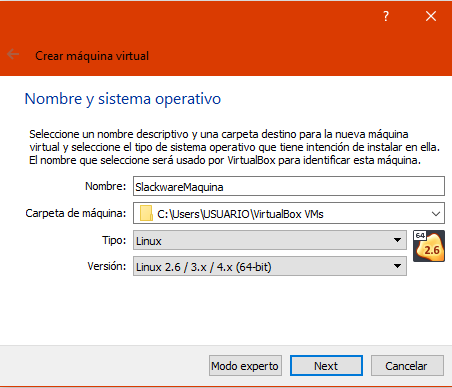 ?
Crear máquina virtual
Nombre y sistema operativo
Seleccione un nombre descriptivo y una carpeta destino para la nueva máquina
virtual y seleccione el tipo de sistema operativo que tiene intención de instalar en ella.
El nombre que seleccione será usado por VirtualBox para identificar esta máquina.
Nombre: SlackwareMaquina
Carpeta de máquina: C:\Users\USUARIO\VirtualBox VMs
Tipo: Linux
64
2.6
Versión: Linux 2.6 / 3.x / 4.x (64-bit)
Modo experto Next Cancelar